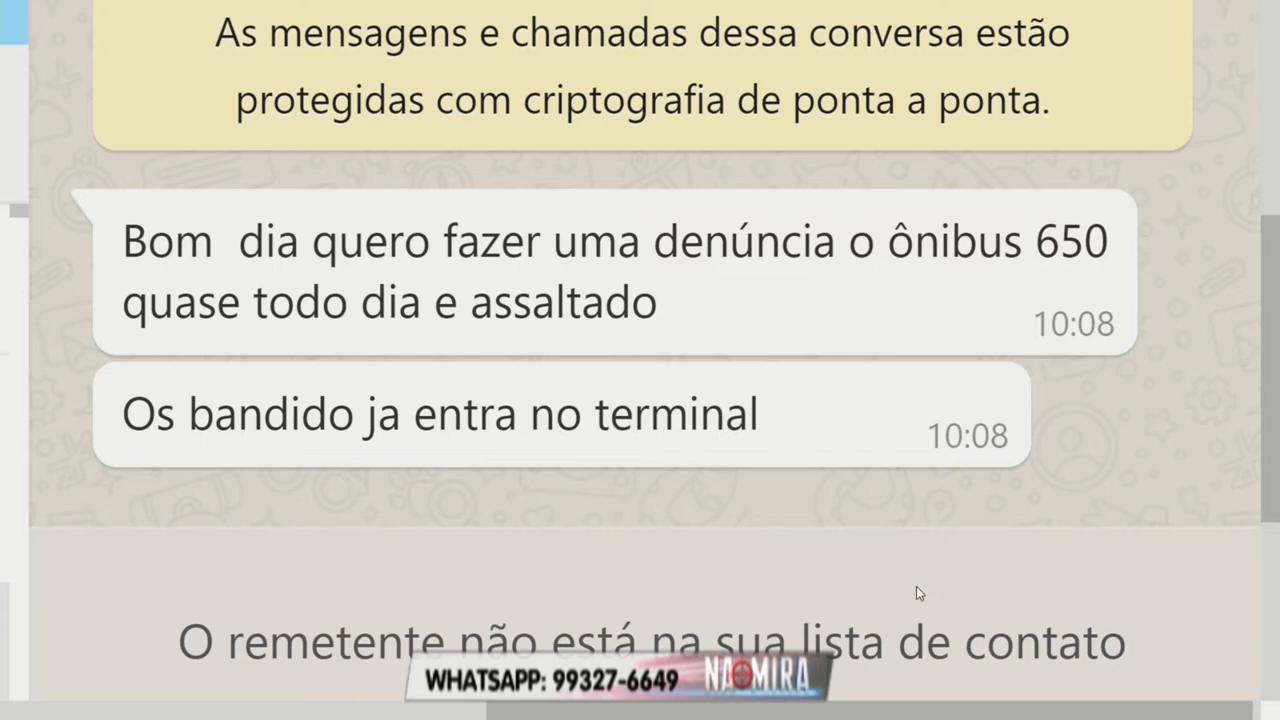 As mensagens e chamadas dessa conversa estão
protegidas com criptografia de ponta a ponta.
Bom  dia quero fazer uma denúncia o ônibus 650
quase todo dia e assaltado
10:08
Os bandido ja entra no terminal
10:08
O remetente não está na sua lista de contato
WHATSAPP: 99327-6649 NA MIRA